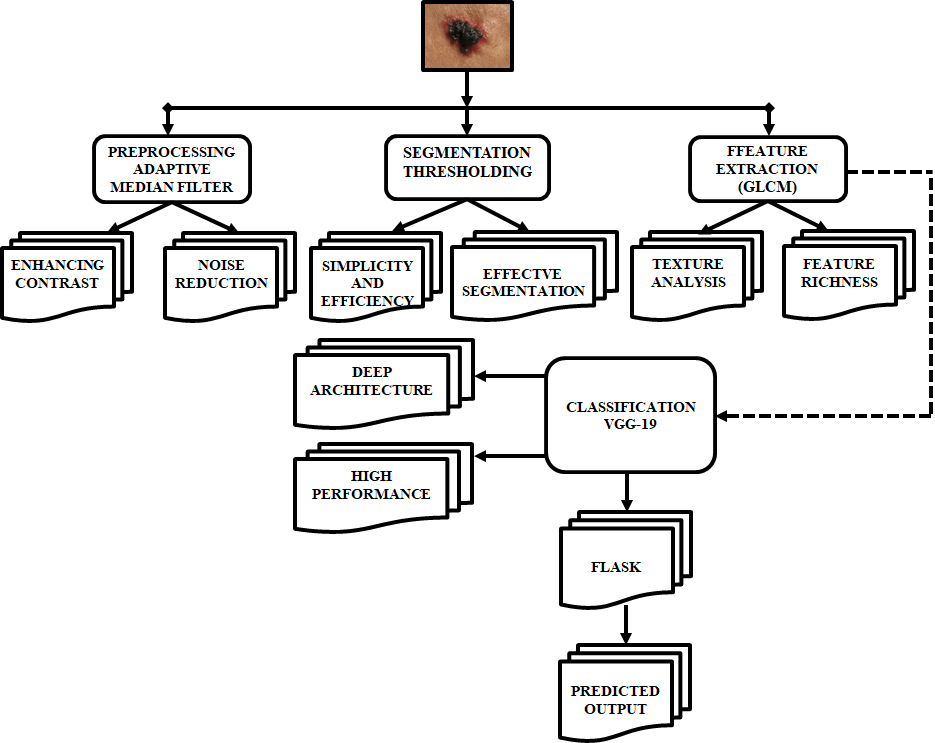 PREPROCESSING
ADAPTIVE
MEDIAN FILTER
SEGMENTATION
THRESHOLDING
FFEATURE
EXTRACTION
(GLCM)
ENHANCING
CONTRAST
NOISE
REDUCTION
SIMPLICITY
AND
EFFICIENCY
EFFECTVE
SEGMENTATION
TEXTURE
ANALYSIS
FEATURE
RICHNESS
DEEP
ARCHITECTURE
CLASSIFICATION
VGG-19
HIGH
PERFORMANCE
FLASK
PREDICTED
OUTPUT